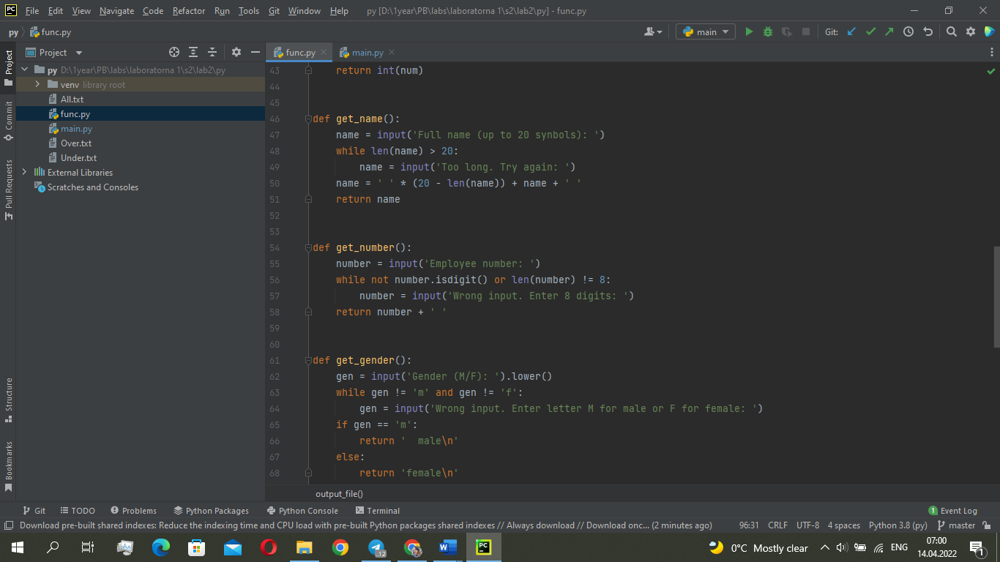 PC File Edit View Navigate Code Refactor Run Tools Git Window Help py [D:\1year\PB\labs\laboratorna 1\s2\lab2\py] - func.py
py func.py main Git:
Project func.py main.py
py D:\1year\PB\labs\laboratorna 1\s2\lab2\py
venv library root
All.txt
func.py
main.py
Over.txt
Under.txt
External Libraries
Scratches and Consoles
Project
Commit
Pull Requests
Structure
Bookmarks
43 return int(num)
44
45
46 def get_name():
47 name = input('Full name (up to 20 synbols): ')
48 while len(name) > 20:
49 name = input('Too long. Try again: ')
50 name = ' ' * (20 - len(name)) + name + ' '
51 return name
52
53
54 def get_number():
55 number = input('Employee number: ')
56 while not number.isdigit() or len(number) != 8:
57 number = input('Wrong input. Enter 8 digits: ')
58 return number + ' '
59
60
61 def get_gender():
62 gen = input('Gender (M/F): ').lower()
63 while gen != 'm' and gen != 'f':
64 gen = input('Wrong input. Enter letter M for male or F for female: ')
65 if gen == 'm':
66 return '  male\n'
67 else:
68 return 'female\n'
output_file()
Git TODO Problems Python Packages Python Console Terminal 1 Event Log
Download pre-built shared indexes: Reduce the indexing time and CPU load with pre-built Python packages shared indexes // Always download // Download onc... (2 minutes ago) 96:31 CRLF UTF-8 4 spaces Python 3.8 (py) master
12 W PC 0°C Mostly clear ENG 07:00
14.04.2022 1